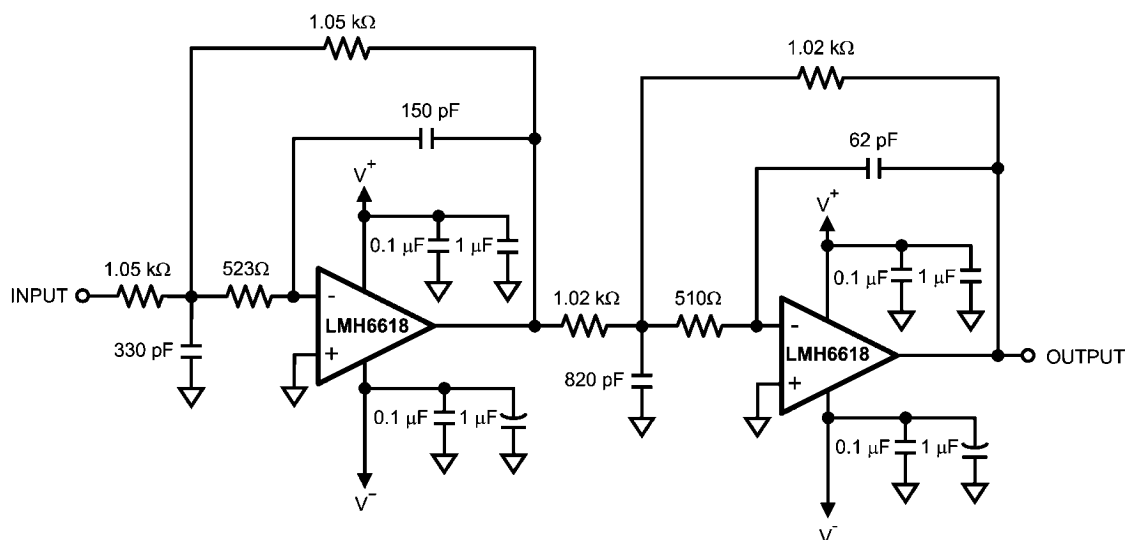 1.05 kΩ
1.02 kΩ
150 pF
62 pF
V+
V+
0.1 μF 1 μF
0.1 μF 1 μF
1.05 kΩ
523Ω
1.02 kΩ
510Ω
INPUT
-
LMH6618
+
-
LMH6618
+
OUTPUT
330 pF
820 pF
0.1 μF 1 μF
0.1 μF 1 μF
V-
V-